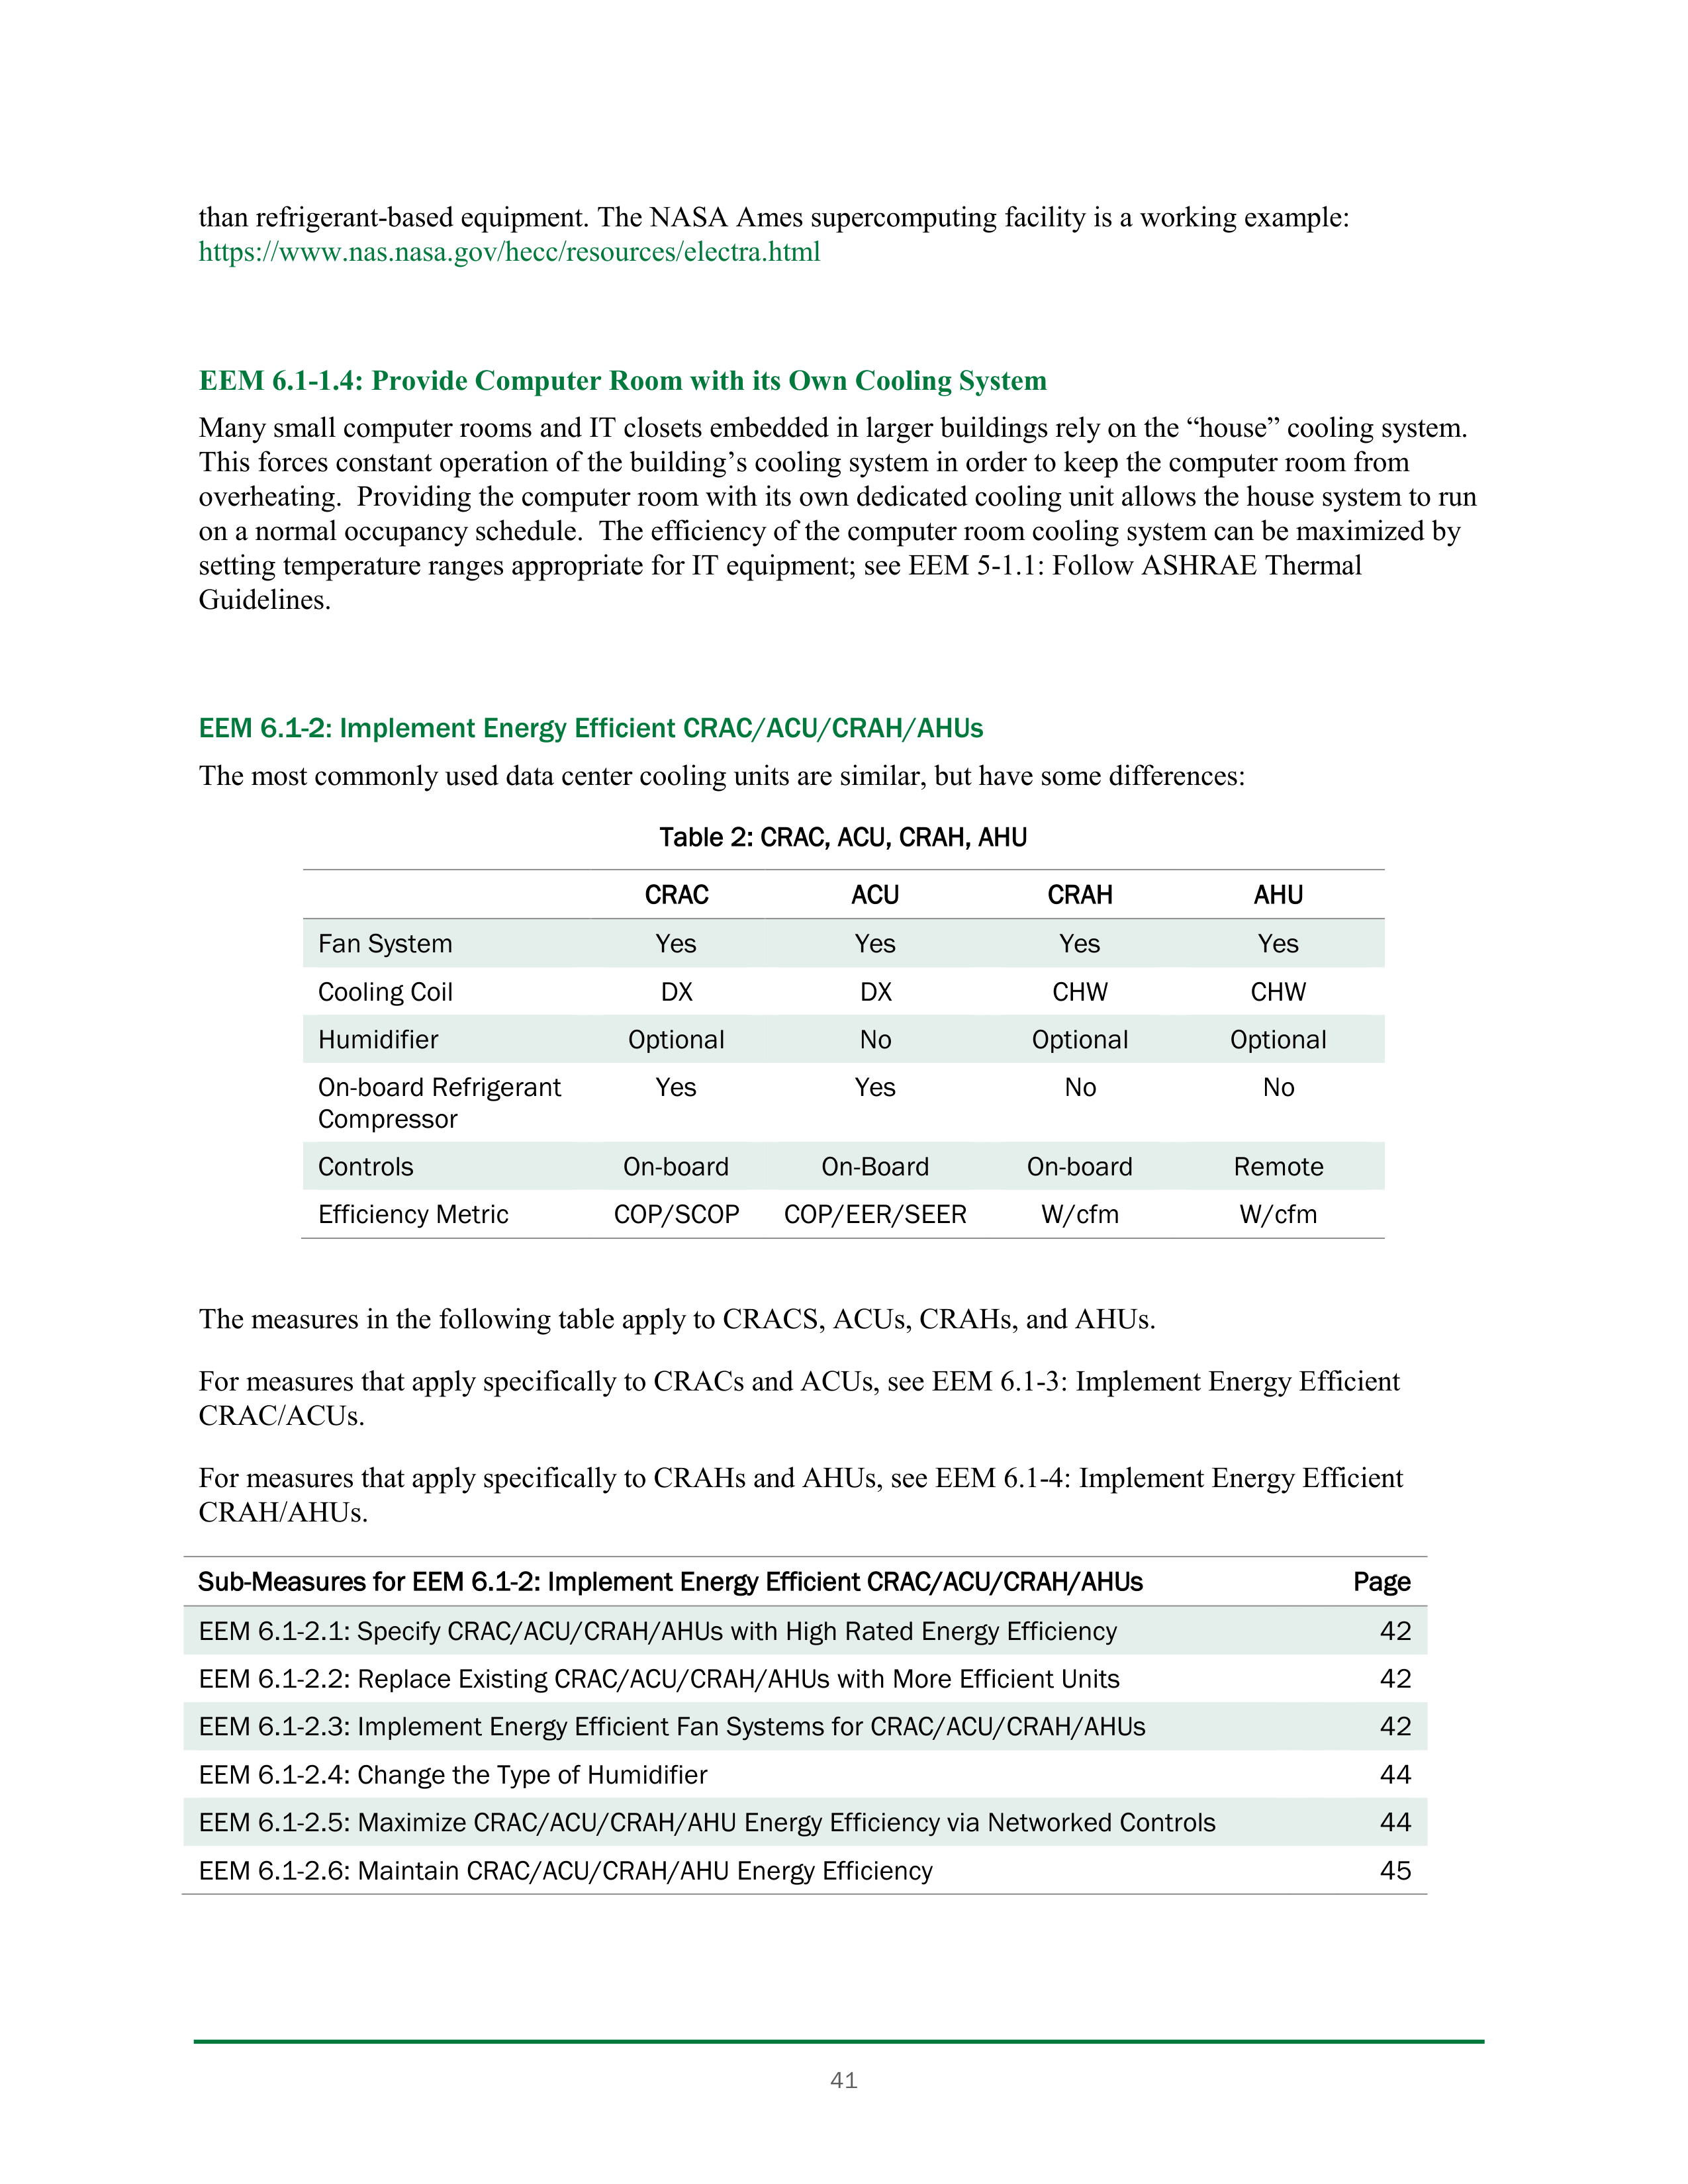 than refrigerant-based equipment. The NASA Ames supercomputing facility is a working example:
https://www.nas.nasa.gov/hecc/resources/electra.html
EEM 6.1-1.4: Provide Computer Room with its Own Cooling System
Many small computer rooms and IT closets embedded in larger buildings rely on the “house” cooling system.
This forces constant operation of the building’s cooling system in order to keep the computer room from
overheating.  Providing the computer room with its own dedicated cooling unit allows the house system to run
on a normal occupancy schedule.  The efficiency of the computer room cooling system can be maximized by
setting temperature ranges appropriate for IT equipment; see EEM 5-1.1: Follow ASHRAE Thermal
Guidelines.
EEM 6.1-2: Implement Energy Efficient CRAC/ACU/CRAH/AHUs
The most commonly used data center cooling units are similar, but have some differences:
Table 2: CRAC, ACU, CRAH, AHU
CRAC ACU CRAH AHU
Fan System Yes Yes Yes Yes
Cooling Coil DX DX CHW CHW
Humidifier Optional No Optional Optional
On-board Refrigerant Yes Yes No No
Compressor
Controls On-board On-Board On-board Remote
Efficiency Metric COP/SCOP COP/EER/SEER W/cfm W/cfm
The measures in the following table apply to CRACS, ACUs, CRAHs, and AHUs.
For measures that apply specifically to CRACs and ACUs, see EEM 6.1-3: Implement Energy Efficient
CRAC/ACUs.
For measures that apply specifically to CRAHs and AHUs, see EEM 6.1-4: Implement Energy Efficient
CRAH/AHUs.
Sub-Measures for EEM 6.1-2: Implement Energy Efficient CRAC/ACU/CRAH/AHUs Page
EEM 6.1-2.1: Specify CRAC/ACU/CRAH/AHUs with High Rated Energy Efficiency 42
EEM 6.1-2.2: Replace Existing CRAC/ACU/CRAH/AHUs with More Efficient Units 42
EEM 6.1-2.3: Implement Energy Efficient Fan Systems for CRAC/ACU/CRAH/AHUs 42
EEM 6.1-2.4: Change the Type of Humidifier 44
EEM 6.1-2.5: Maximize CRAC/ACU/CRAH/AHU Energy Efficiency via Networked Controls 44
EEM 6.1-2.6: Maintain CRAC/ACU/CRAH/AHU Energy Efficiency 45
41